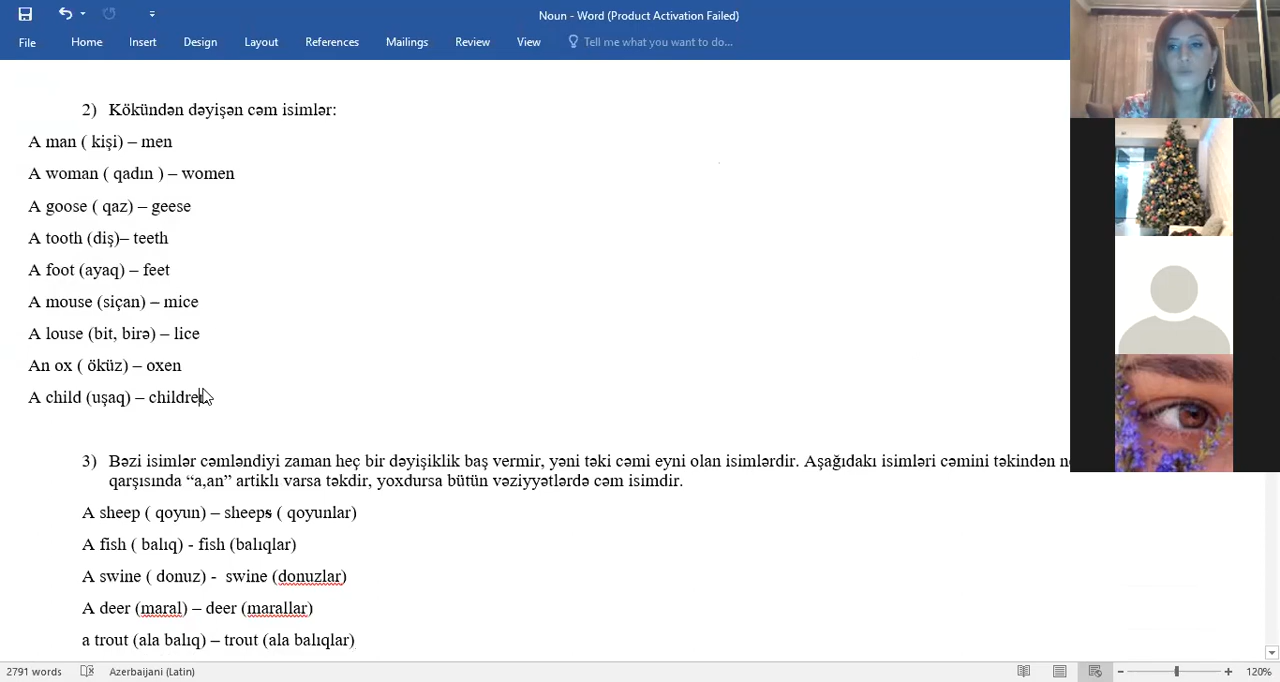 Noun - Word (Product Activation Failed)
File Home Insert Design Layout References Mailings Review View Tell me what you want to do...
2) Kökündən dəyişən cəm isimlər:
A man ( kişi) – men
A woman ( qadın ) – women
A goose ( qaz) – geese
A tooth (diş)– teeth
A foot (ayaq) – feet
A mouse (siçan) – mice
A louse (bit, birə) – lice
An ox ( öküz) – oxen
A child (uşaq) – children
3) Bəzi isimlər cəmləndiyi zaman heç bir dəyişiklik baş vermir, yəni təki cəmi eyni olan isimlərdir. Aşağıdakı isimləri cəmini təkindən
qarşısında “a,an” artiklı varsa təkdir, yoxdursa bütün vəziyyətlərdə cəm isimdir.
A sheep ( qoyun) – sheeps ( qoyunlar)
A fish ( balıq) - fish (balıqlar)
A swine ( donuz) - swine (donuzlar)
A deer (maral) – deer (marallar)
a trout (ala balıq) – trout (ala balıqlar)
2791 words Azerbaijani (Latin) 120%